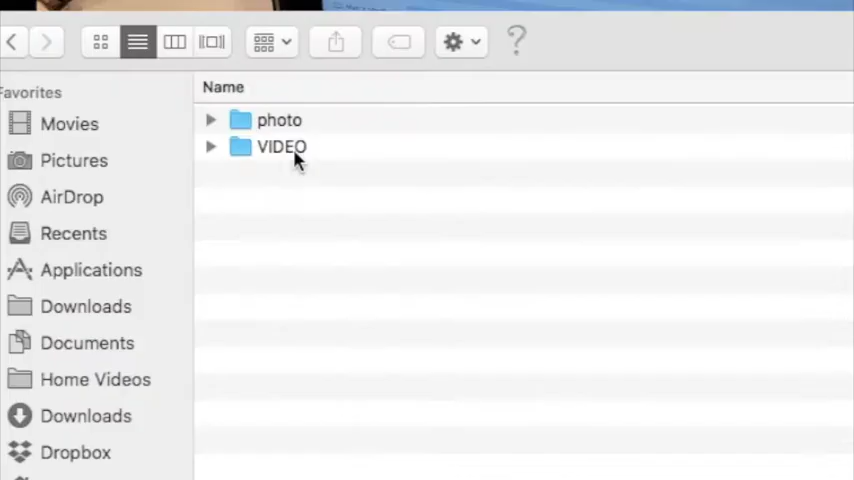 Name
Favorites
Movies
Pictures
AirDrop
Recents
Applications
Downloads
Documents
Home Videos
Downloads
Dropbox
photo
VIDEO
?